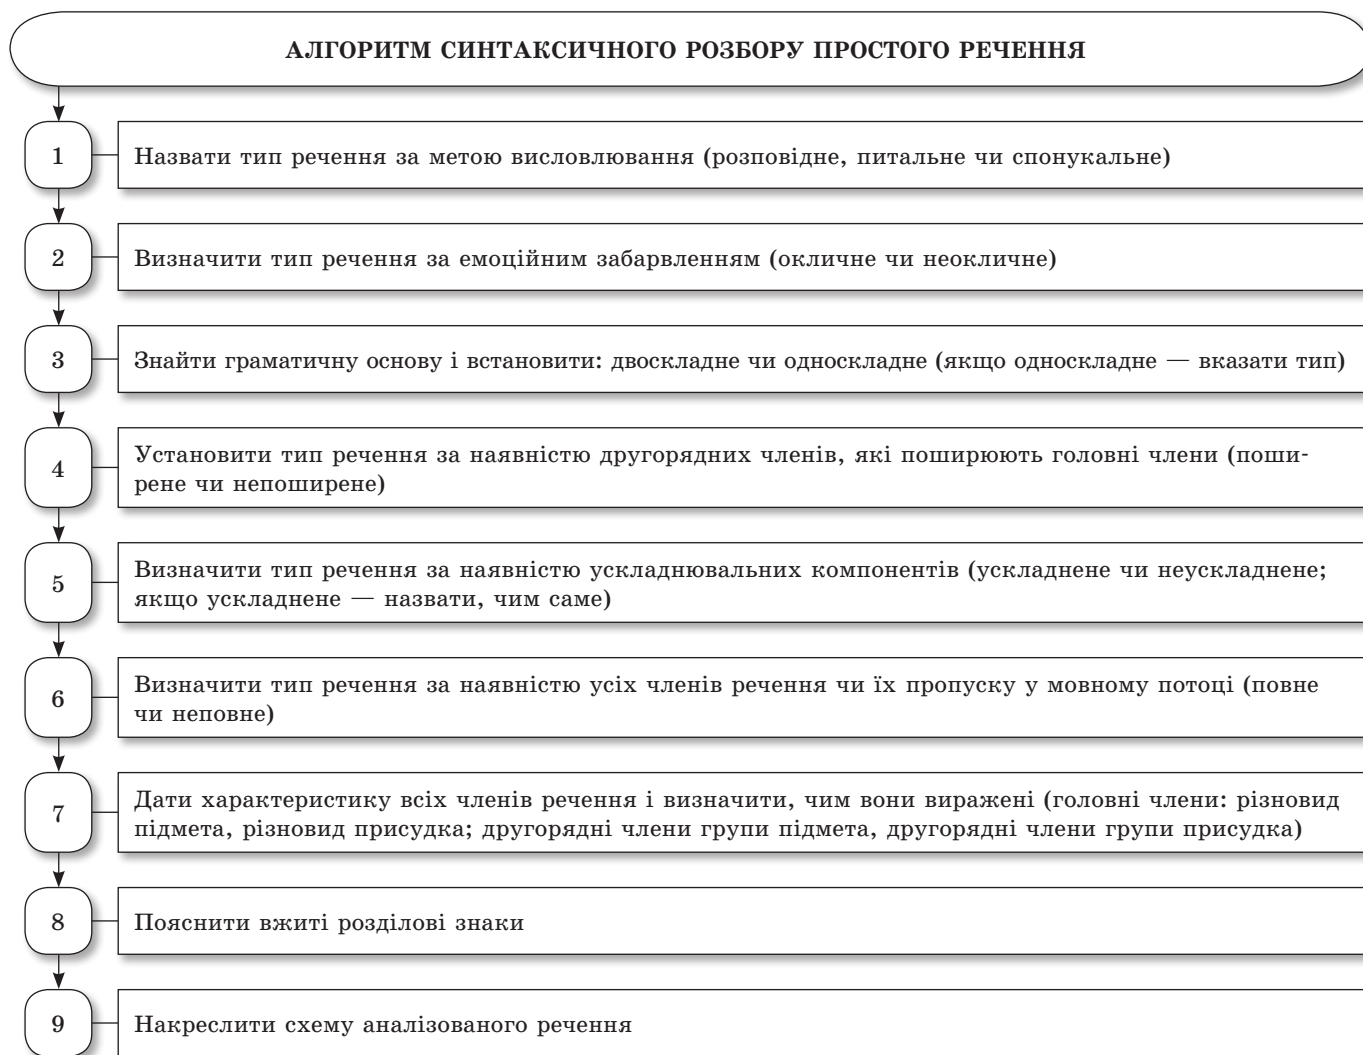 АЛГОРИТМ СИНТАКСИЧНОГО РОЗБОРУ ПРОСТОГО РЕЧЕННЯ
1
Назвати тип речення за метою висловлювання (розповідне, питальне чи спонукальне)
2
Визначити тип речення за емоційним забарвленням (окличне чи неокличне)
3
Знайти граматичну основу і встановити: двоскладне чи односкладне (якщо односкладне — вказати тип)
4
Установити тип речення за наявністю другорядних членів, які поширюють головні члени (поши-
рене чи непоширене)
5
Визначити тип речення за наявністю ускладнювальних компонентів (ускладнене чи неускладнене;
якщо ускладнене — назвати, чим саме)
6
Визначити тип речення за наявністю усіх членів речення чи їх пропуску у мовному потоці (повне
чи неповне)
7
Дати характеристику всіх членів речення і визначити, чим вони виражені (головні члени: різновид
підмета, різновид присудка; другорядні члени групи підмета, другорядні члени групи присудка)
8
Пояснити вжиті розділові знаки
9
Накреслити схему аналізованого речення